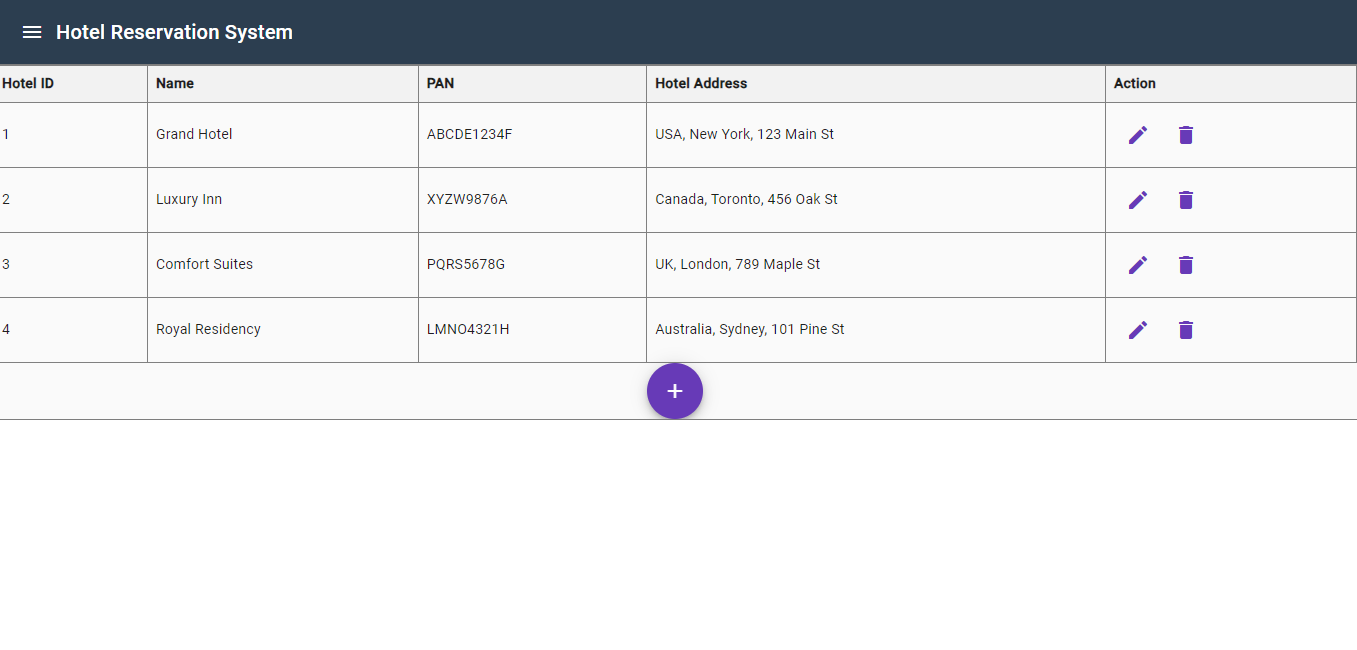 Hotel Reservation System
Hotel ID Name PAN Hotel Address Action
1 Grand Hotel ABCDE1234F USA, New York, 123 Main St
2 Luxury Inn XYZW9876A Canada, Toronto, 456 Oak St
3 Comfort Suites PQRS5678G UK, London, 789 Maple St
4 Royal Residency LMNO4321H Australia, Sydney, 101 Pine St
+